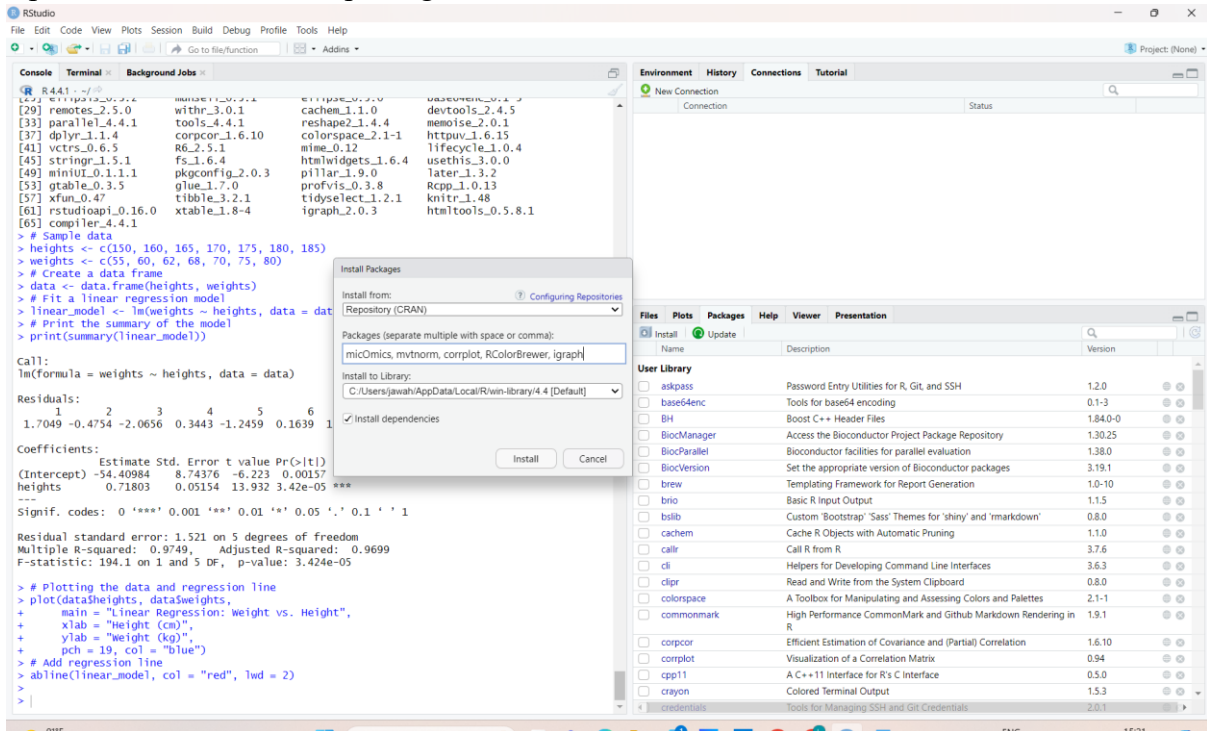 RStudio
File Edit Code View Plots Session Build Debug Profile Tools Help
Go to file/function Addins
Project: (None)
Console Terminal Background Jobs
R 4.4.1 · ~/
[29] remotes_2.5.0 withr_3.0.1 cachem_1.1.0 devtools_2.4.5
[33] parallel_4.4.1 tools_4.4.1 reshape2_1.4.4 memoise_2.0.1
[37] dplyr_1.1.4 corpcor_1.6.10 colorspace_2.1-1 httpuv_1.6.15
[41] vctrs_0.6.5 R6_2.5.1 mime_0.12 lifecycle_1.0.4
[45] stringr_1.5.1 fs_1.6.4 htmlwidgets_1.6.4 usethis_3.0.0
[49] miniUI_0.1.1.1 pkgconfig_2.0.3 pillar_1.9.0 later_1.3.2
[53] gtable_0.3.5 glue_1.7.0 profvis_0.3.8 Rcpp_1.0.13
[57] xfun_0.47 tibble_3.2.1 tidyselect_1.2.1 knitr_1.48
[61] rstudioapi_0.16.0 xtable_1.8-4 igraph_2.0.3 htmltools_0.5.8.1
[65] compiler_4.4.1
> # Sample data
> heights <- c(150, 160, 165, 170, 175, 180, 185)
> weights <- c(55, 60, 62, 68, 70, 75, 80)
> # Create a data frame
> data <- data.frame(heights, weights)
> # Fit a linear regression model
> linear_model <- lm(weights ~ heights, data = dat
> # Print the summary of the model
> print(summary(linear_model))
Call:
lm(formula = weights ~ heights, data = data)
Residuals:
1 2 3 4 5 6
1.7049 -0.4754 -2.0656 0.3443 -1.2459 0.1639 1
Coefficients:
Estimate Std. Error t value Pr(>|t|)
(Intercept) -54.40984 8.74376 -6.223 0.00157
heights 0.71803 0.05154 13.932 3.42e-05 ***
---
Signif. codes: 0 ‘***’ 0.001 ‘**’ 0.01 ‘*’ 0.05 ‘.’ 0.1 ‘ ’ 1
Residual standard error: 1.521 on 5 degrees of freedom
Multiple R-squared: 0.9749, Adjusted R-squared: 0.9699
F-statistic: 194.1 on 1 and 5 DF, p-value: 3.424e-05
> # Plotting the data and regression line
> plot(data$heights, data$weights,
+ main = "Linear Regression: Weight vs. Height",
+ xlab = "Height (cm)",
+ ylab = "Weight (kg)",
+ pch = 19, col = "blue")
> # Add regression line
> abline(linear_model, col = "red", lwd = 2)
>
>
Install Packages
Install from: ? Configuring Repositories
Repository (CRAN)
Packages (separate multiple with space or comma):
micOmics, mvtnorm, corrplot, RColorBrewer, igraph
Install to Library:
C:/Users/jawah/AppData/Local/R/win-library/4.4 [Default]
Install dependencies
Install Cancel
Environment History Connections Tutorial
New Connection
Connection Status
Files Plots Packages Help Viewer Presentation
Install Update
Name Description Version
User Library
askpass Password Entry Utilities for R, Git, and SSH 1.2.0
base64enc Tools for base64 encoding 0.1-3
BH Boost C++ Header Files 1.84.0-0
BiocManager Access the Bioconductor Project Package Repository 1.30.25
BiocParallel Bioconductor facilities for parallel evaluation 1.38.0
BiocVersion Set the appropriate version of Bioconductor packages 3.19.1
brew Templating Framework for Report Generation 1.0-10
brio Basic R Input Output 1.1.5
bslib Custom 'Bootstrap' 'Sass' Themes for 'shiny' and 'rmarkdown' 0.8.0
cachem Cache R Objects with Automatic Pruning 1.1.0
callr Call R from R 3.7.6
cli Helpers for Developing Command Line Interfaces 3.6.3
clipr Read and Write from the System Clipboard 0.8.0
colorspace A Toolbox for Manipulating and Assessing Colors and Palettes 2.1-1
commonmark High Performance CommonMark and Github Markdown Rendering in 1.9.1
R
corpcor Efficient Estimation of Covariance and (Partial) Correlation 1.6.10
corrplot Visualization of a Correlation Matrix 0.94
cpp11 A C++11 Interface for R's C Interface 0.5.0
crayon Colored Terminal Output 1.5.3
credentials Tools for Managing SSH and Git Credentials 2.0.1